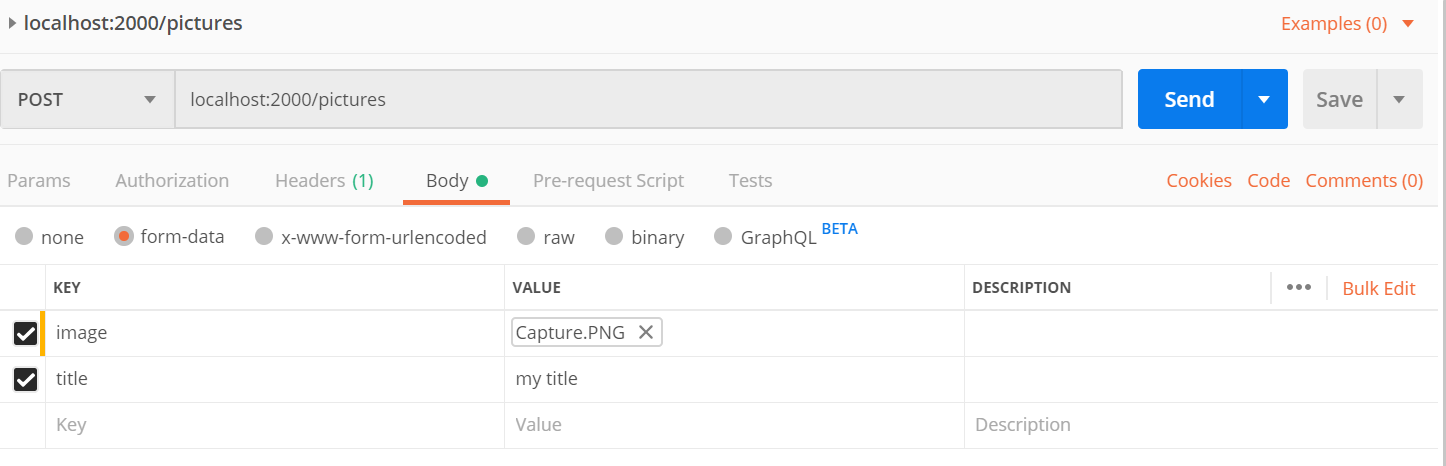 localhost:2000/pictures Examples (0)
POST localhost:2000/pictures Send Save
Params Authorization Headers (1) Body Pre-request Script Tests Cookies Code Comments (0)
none form-data x-www-form-urlencoded raw binary GraphQL BETA
KEY VALUE DESCRIPTION ••• Bulk Edit
image Capture.PNG
title my title
Key Value Description